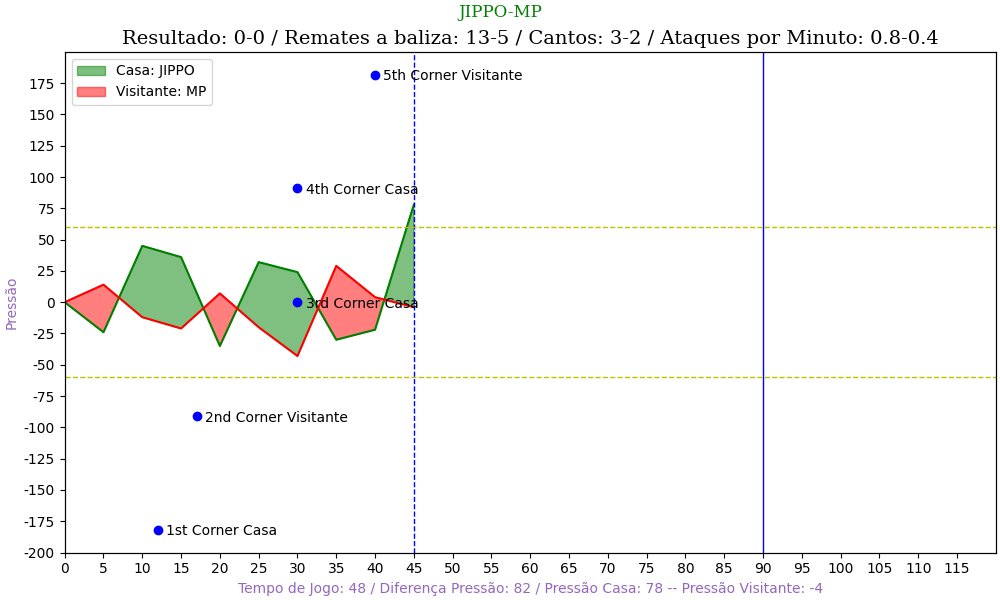 JIPPO-MP
Resultado: 0-0 / Remates a baliza: 13-5 / Cantos: 3-2 / Ataques por Minuto: 0.8-0.4
Casa: JIPPO
Visitante: MP
5th Corner Visitante
4th Corner Casa
3rd Corner Casa
2nd Corner Visitante
1st Corner Casa
Pressão
175
150
125
100
75
50
25
0
-25
-50
-75
-100
-125
-150
-175
-200
0 5 10 15 20 25 30 35 40 45 50 55 60 65 70 75 80 85 90 95 100 105 110 115
Tempo de Jogo: 48 / Diferença Pressão: 82 / Pressão Casa: 78 -- Pressão Visitante: -4